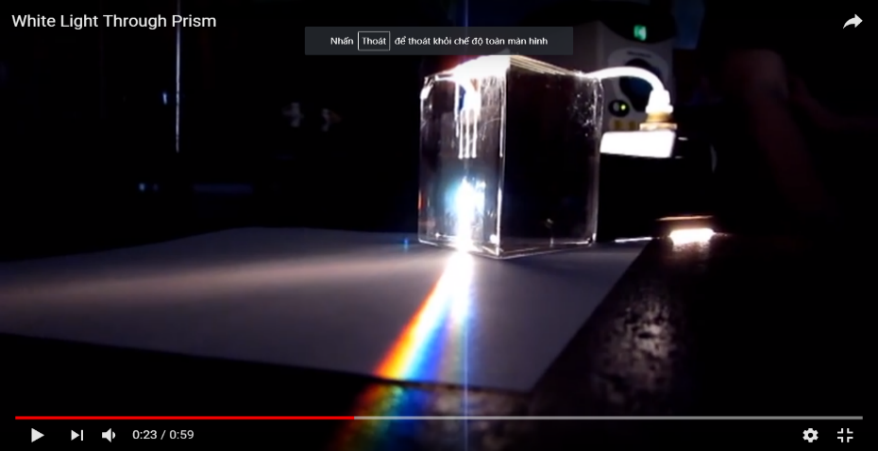 White Light Through Prism
Nhấn Thoát để thoát khỏi chế độ toàn màn hình
0:23 / 0:59